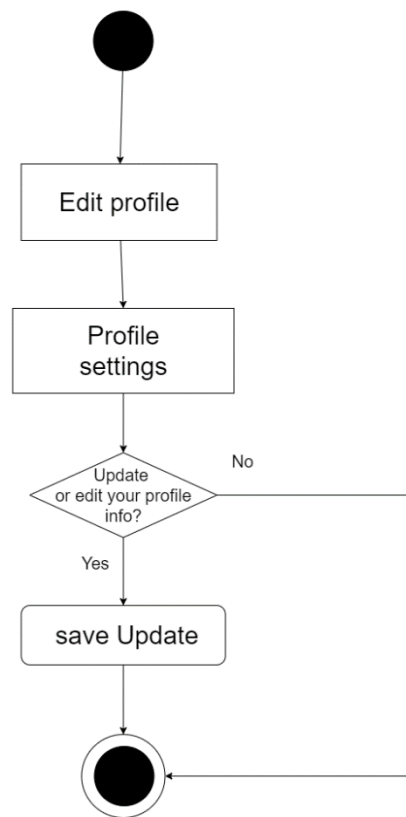 Edit profile
Profile
settings
Update
or edit your profile
info?
No
Yes
save Update